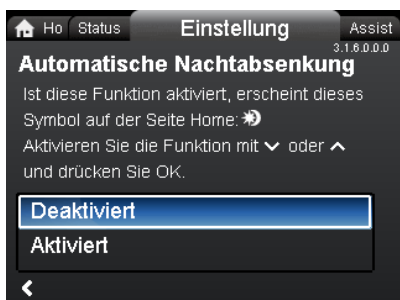 Ho Status Einstellung Assist
3.1.6.0.0.0
Automatische Nachtabsenkung
Ist diese Funktion aktiviert, erscheint dieses
Symbol auf der Seite Home:
Aktivieren Sie die Funktion mit oder
und drücken Sie OK.
Deaktiviert
Aktiviert